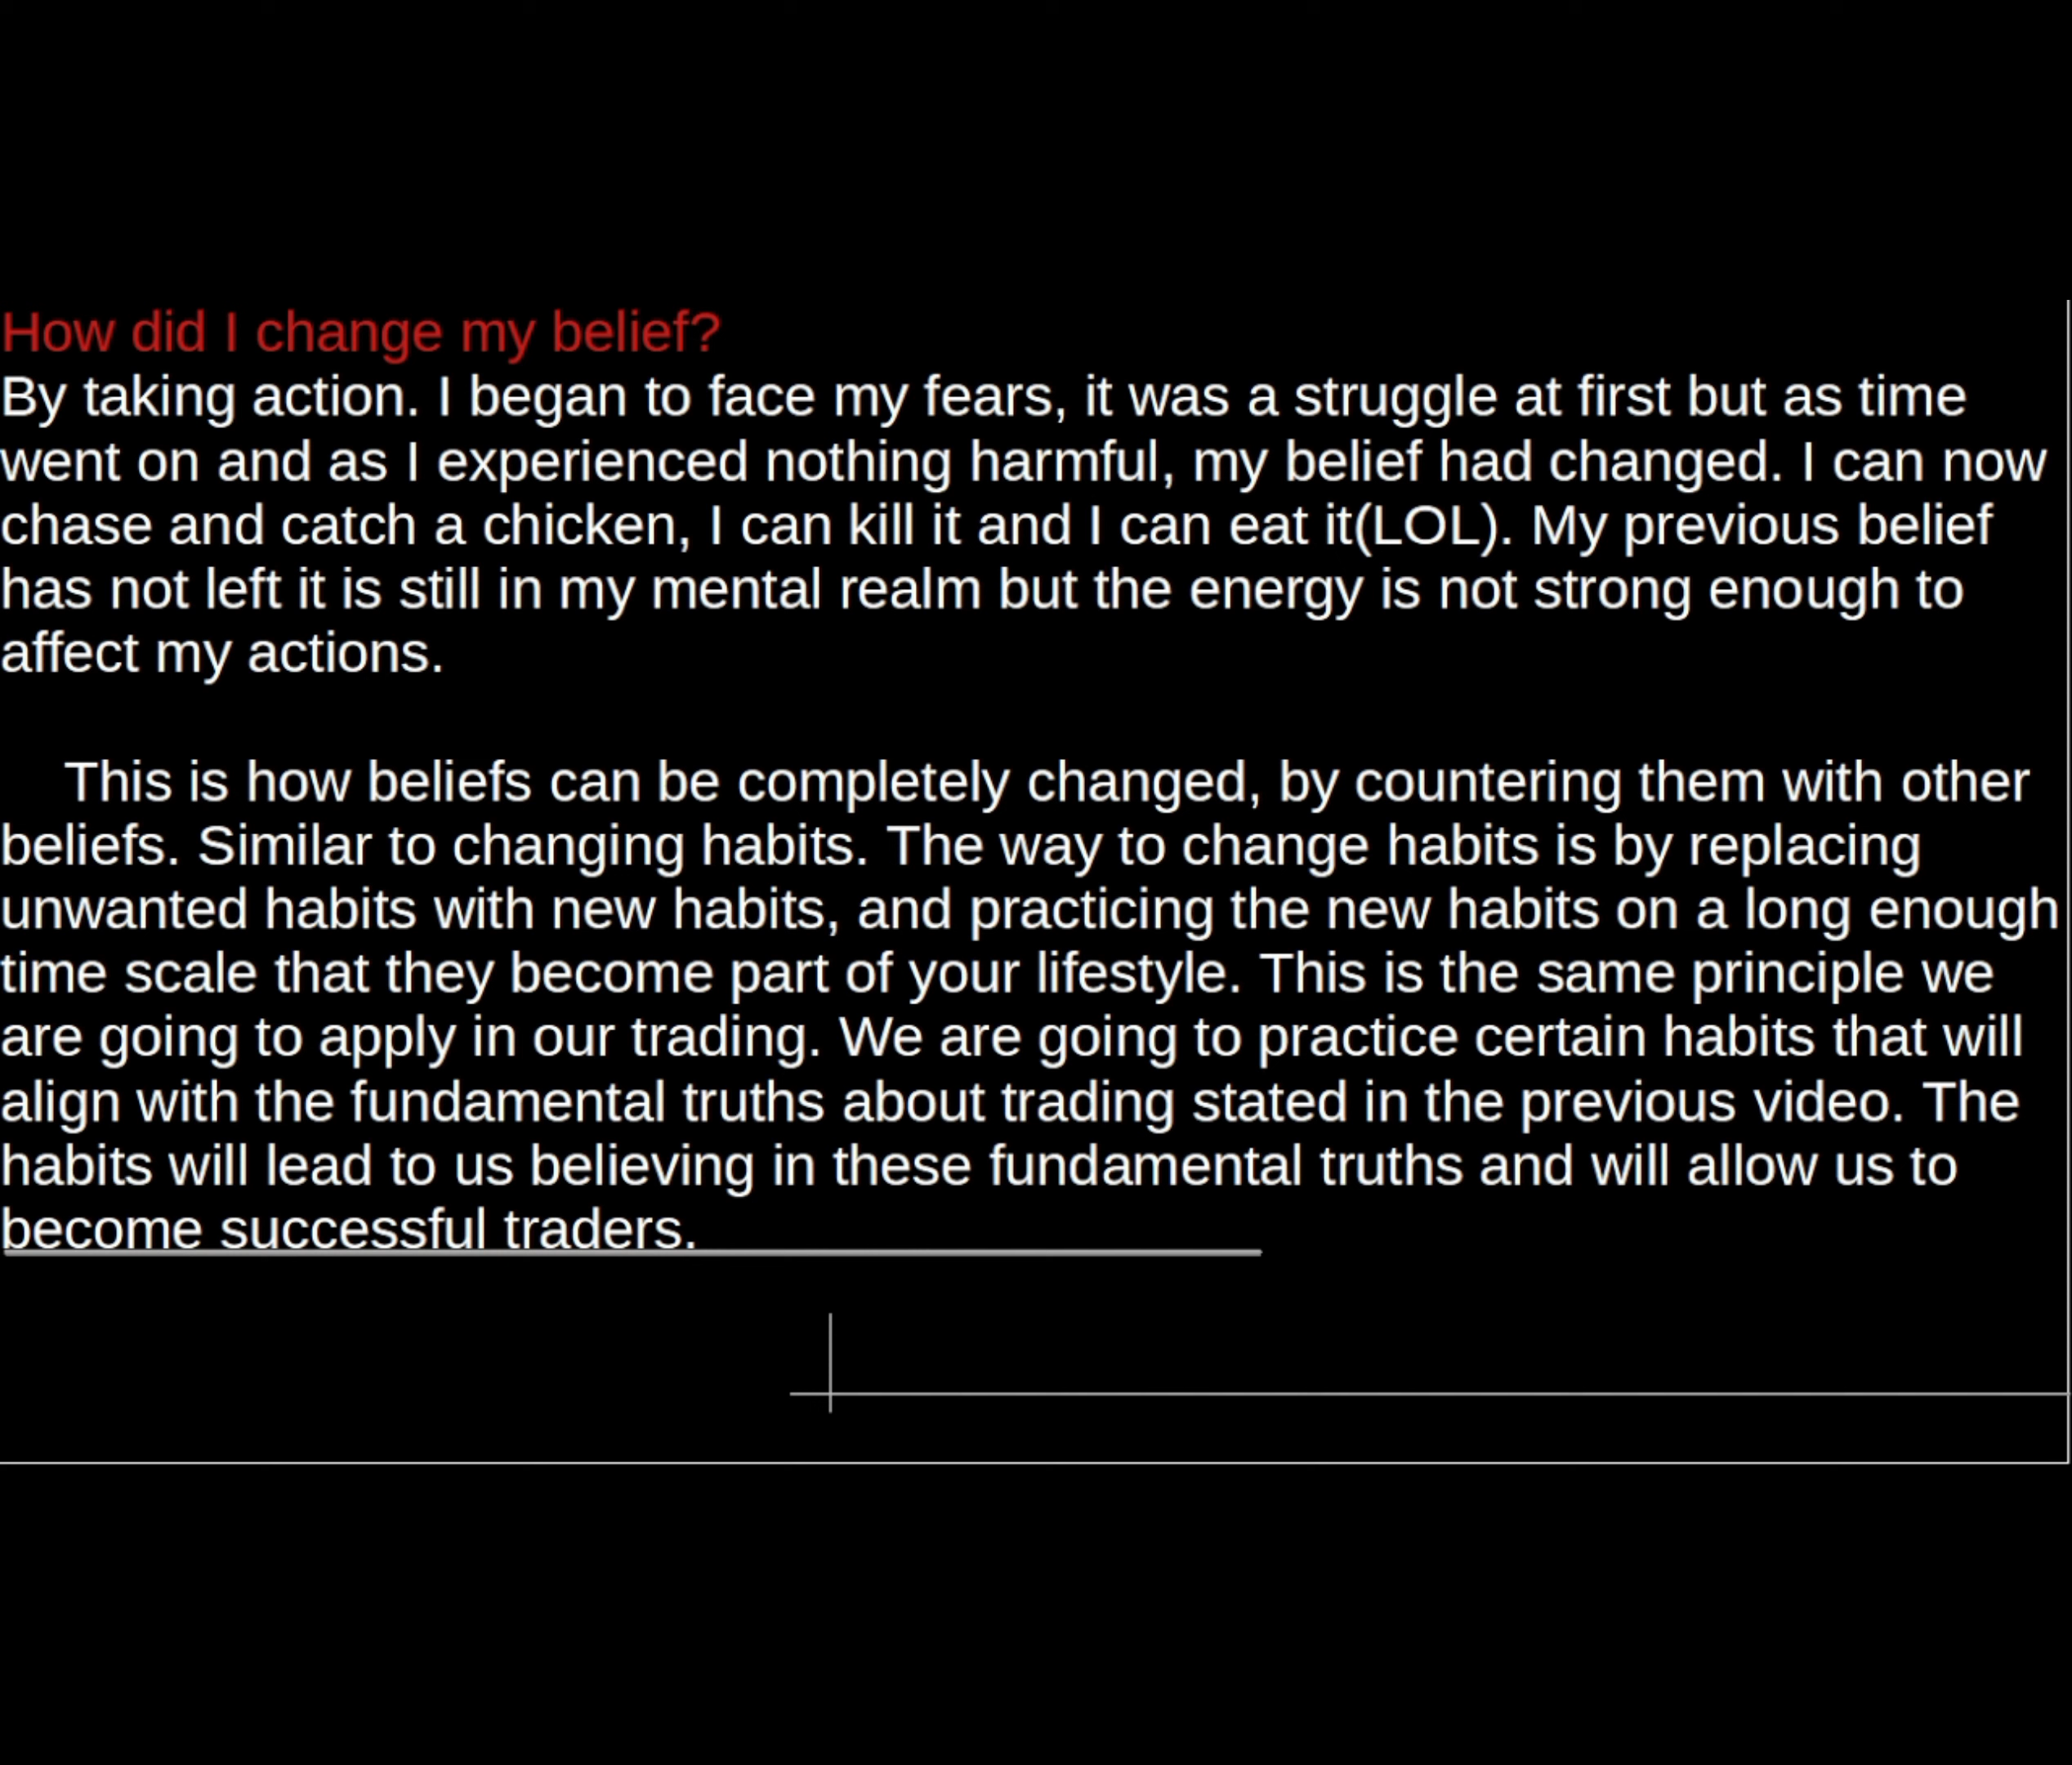 How did I change my belief?
By taking action. I began to face my fears, it was a struggle at first but as time
went on and as I experienced nothing harmful, my belief had changed. I can now
chase and catch a chicken, I can kill it and I can eat it(LOL). My previous belief
has not left it is still in my mental realm but the energy is not strong enough to
affect my actions.
This is how beliefs can be completely changed, by countering them with other
beliefs. Similar to changing habits. The way to change habits is by replacing
unwanted habits with new habits, and practicing the new habits on a long enough
time scale that they become part of your lifestyle. This is the same principle we
are going to apply in our trading. We are going to practice certain habits that will
align with the fundamental truths about trading stated in the previous video. The
habits will lead to us believing in these fundamental truths and will allow us to
become successful traders.